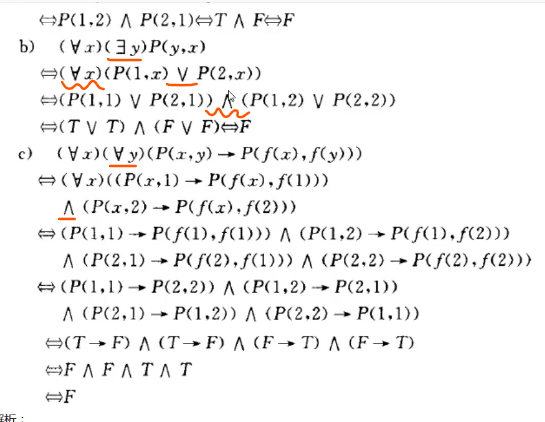 ⇔P(1,2) ∧ P(2,1)⇔T ∧ F⇔F
b) (∀x)(∃y)P(y,x)
⇔(∀x)(P(1,x) ∨ P(2,x))
⇔(P(1,1) ∨ P(2,1)) ∧ (P(1,2) ∨ P(2,2))
⇔(T ∨ T) ∧ (F ∨ F)⇔F
c) (∀x)(∀y)(P(x,y) → P(f(x),f(y)))
⇔(∀x)((P(x,1) → P(f(x),f(1)))
∧ (P(x,2) → P(f(x),f(2)))
⇔(P(1,1) → P(f(1),f(1))) ∧ (P(1,2) → P(f(1),f(2)))
∧ (P(2,1) → P(f(2),f(1))) ∧ (P(2,2) → P(f(2),f(2)))
⇔(P(1,1) → P(2,2)) ∧ (P(1,2) → P(2,1))
∧ (P(2,1) → P(1,2)) ∧ (P(2,2) → P(1,1))
⇔(T → F) ∧ (T → F) ∧ (F → T) ∧ (F → T)
⇔F ∧ F ∧ T ∧ T
⇔F
解析：